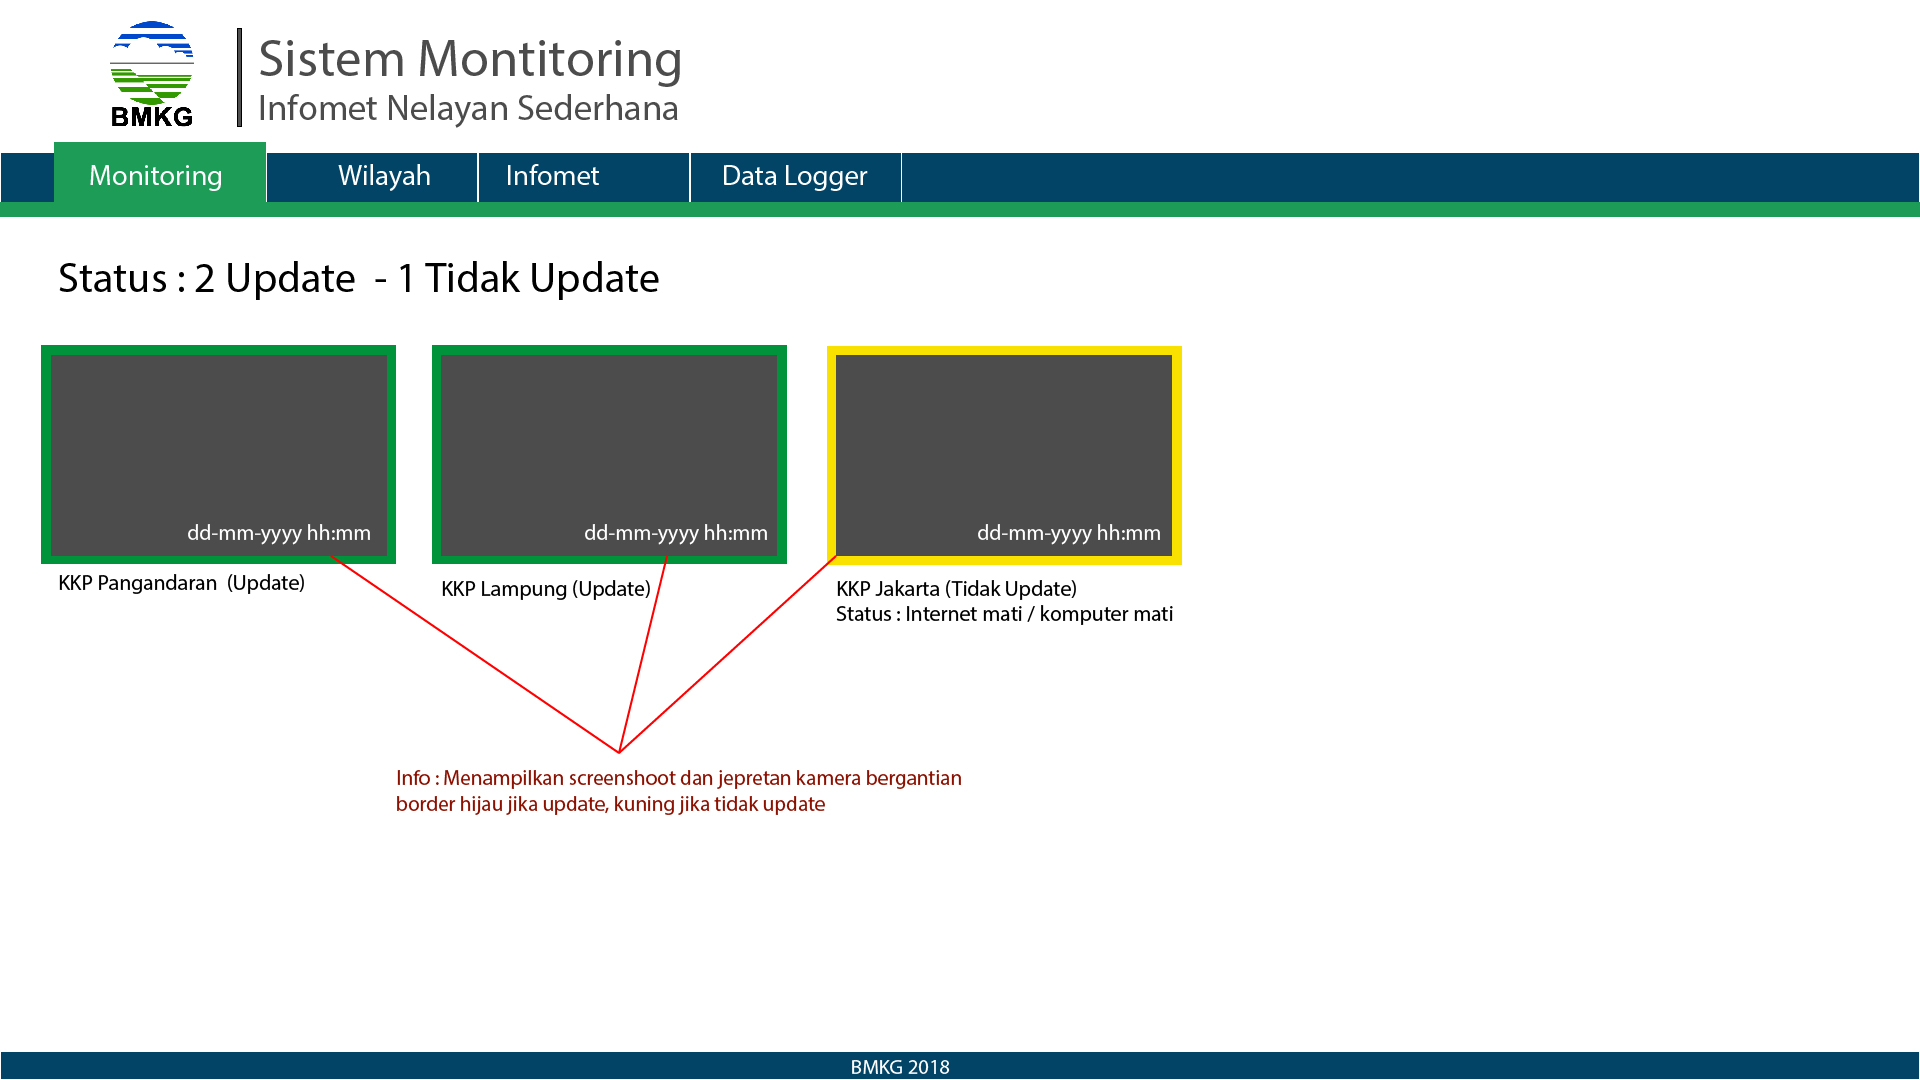 BMKG
Sistem Montitoring
Infomet Nelayan Sederhana
Monitoring
Wilayah
Infomet
Data Logger
Status : 2 Update - 1 Tidak Update
dd-mm-yyyy hh:mm
dd-mm-yyyy hh:mm
dd-mm-yyyy hh:mm
KKP Pangandaran (Update)
KKP Lampung (Update)
KKP Jakarta (Tidak Update)
Status : Internet mati / komputer mati
Info : Menampilkan screenshoot dan jepretan kamera bergantian
border hijau jika update, kuning jika tidak update
BMKG 2018